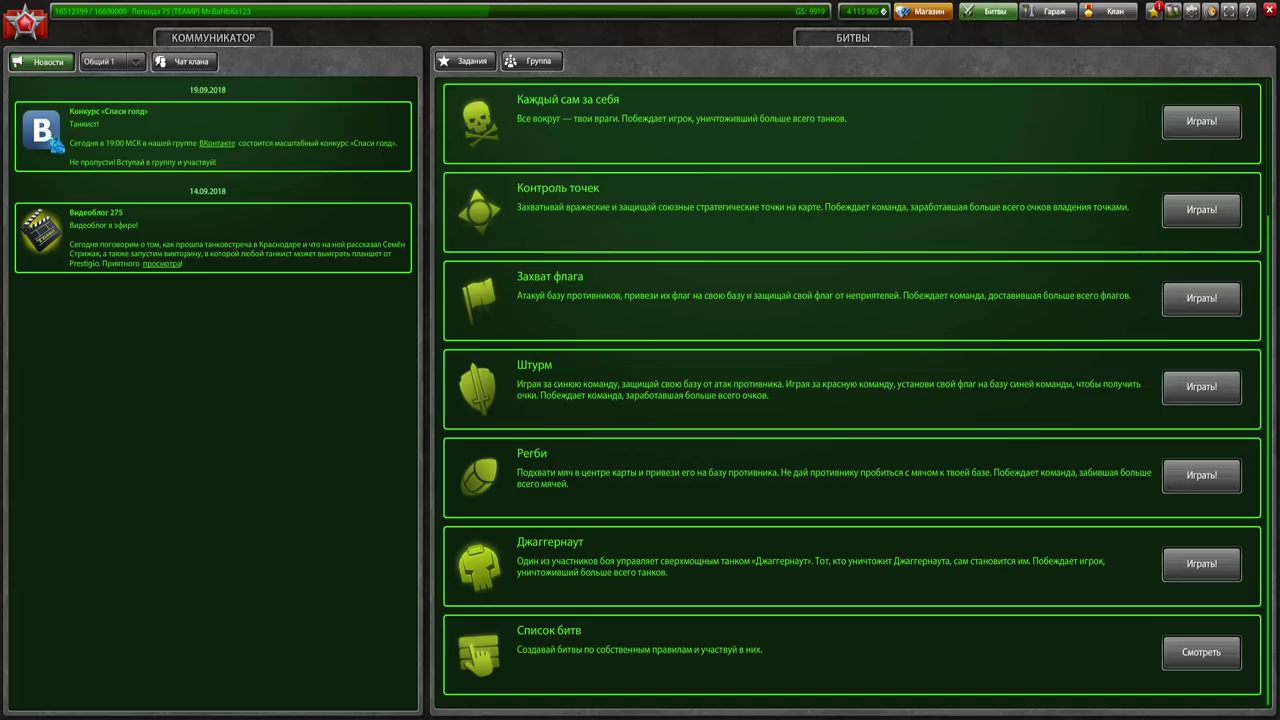 16512399 / 16600000 Легенда 75 [TEAMP] Mr.BaHbKa123
GS: 9919
4 115 905
Магазин
Битвы
Гараж
Клан
1
?
КОММУНИКАТОР
БИТВЫ
Новости
Общий 1
Чат клана
Задания
Группа
19.09.2018
Конкурс «Спаси голд»
Танкист!
Сегодня в 19:00 МСК в нашей группе ВКонтакте состоится масштабный конкурс «Спаси голд».
Не пропусти! Вступай в группу и участвуй!
14.09.2018
Видеоблог 275
Видеоблог в эфире!
Сегодня поговорим о том, как прошла танковстреча в Краснодаре и что на ней рассказал Семён
Стрижак, а также запустим викторину, в которой любой танкист может выиграть планшет от
Prestigio. Приятного просмотра!
Каждый сам за себя
Все вокруг — твои враги. Побеждает игрок, уничтоживший больше всего танков.
Играть!
Контроль точек
Захватывай вражеские и защищай союзные стратегические точки на карте. Побеждает команда, заработавшая больше всего очков владения точками.
Играть!
Захват флага
Атакуй базу противников, привези их флаг на свою базу и защищай свой флаг от неприятелей. Побеждает команда, доставившая больше всего флагов.
Играть!
Штурм
Играя за синюю команду, защищай свою базу от атак противника. Играя за красную команду, установи свой флаг на базу синей команды, чтобы получить
очки. Побеждает команда, заработавшая больше всего очков.
Играть!
Регби
Подхвати мяч в центре карты и привези его на базу противника. Не дай противнику пробиться с мячом к твоей базе. Побеждает команда, забившая больше
всего мячей.
Играть!
Джаггернаут
Один из участников боя управляет сверхмощным танком «Джаггернаут». Тот, кто уничтожит Джаггернаута, сам становится им. Побеждает игрок,
уничтоживший больше всего танков.
Играть!
Список битв
Создавай битвы по собственным правилам и участвуй в них.
Смотреть